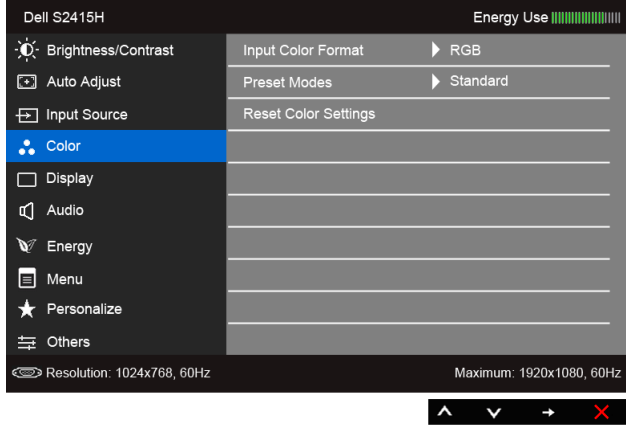 Dell S2415H Energy Use
Brightness/Contrast Input Color Format RGB
Auto Adjust Preset Modes Standard
Input Source Reset Color Settings
Color
Display
Audio
Energy
Menu
Personalize
Others
Resolution: 1024x768, 60Hz Maximum: 1920x1080, 60Hz